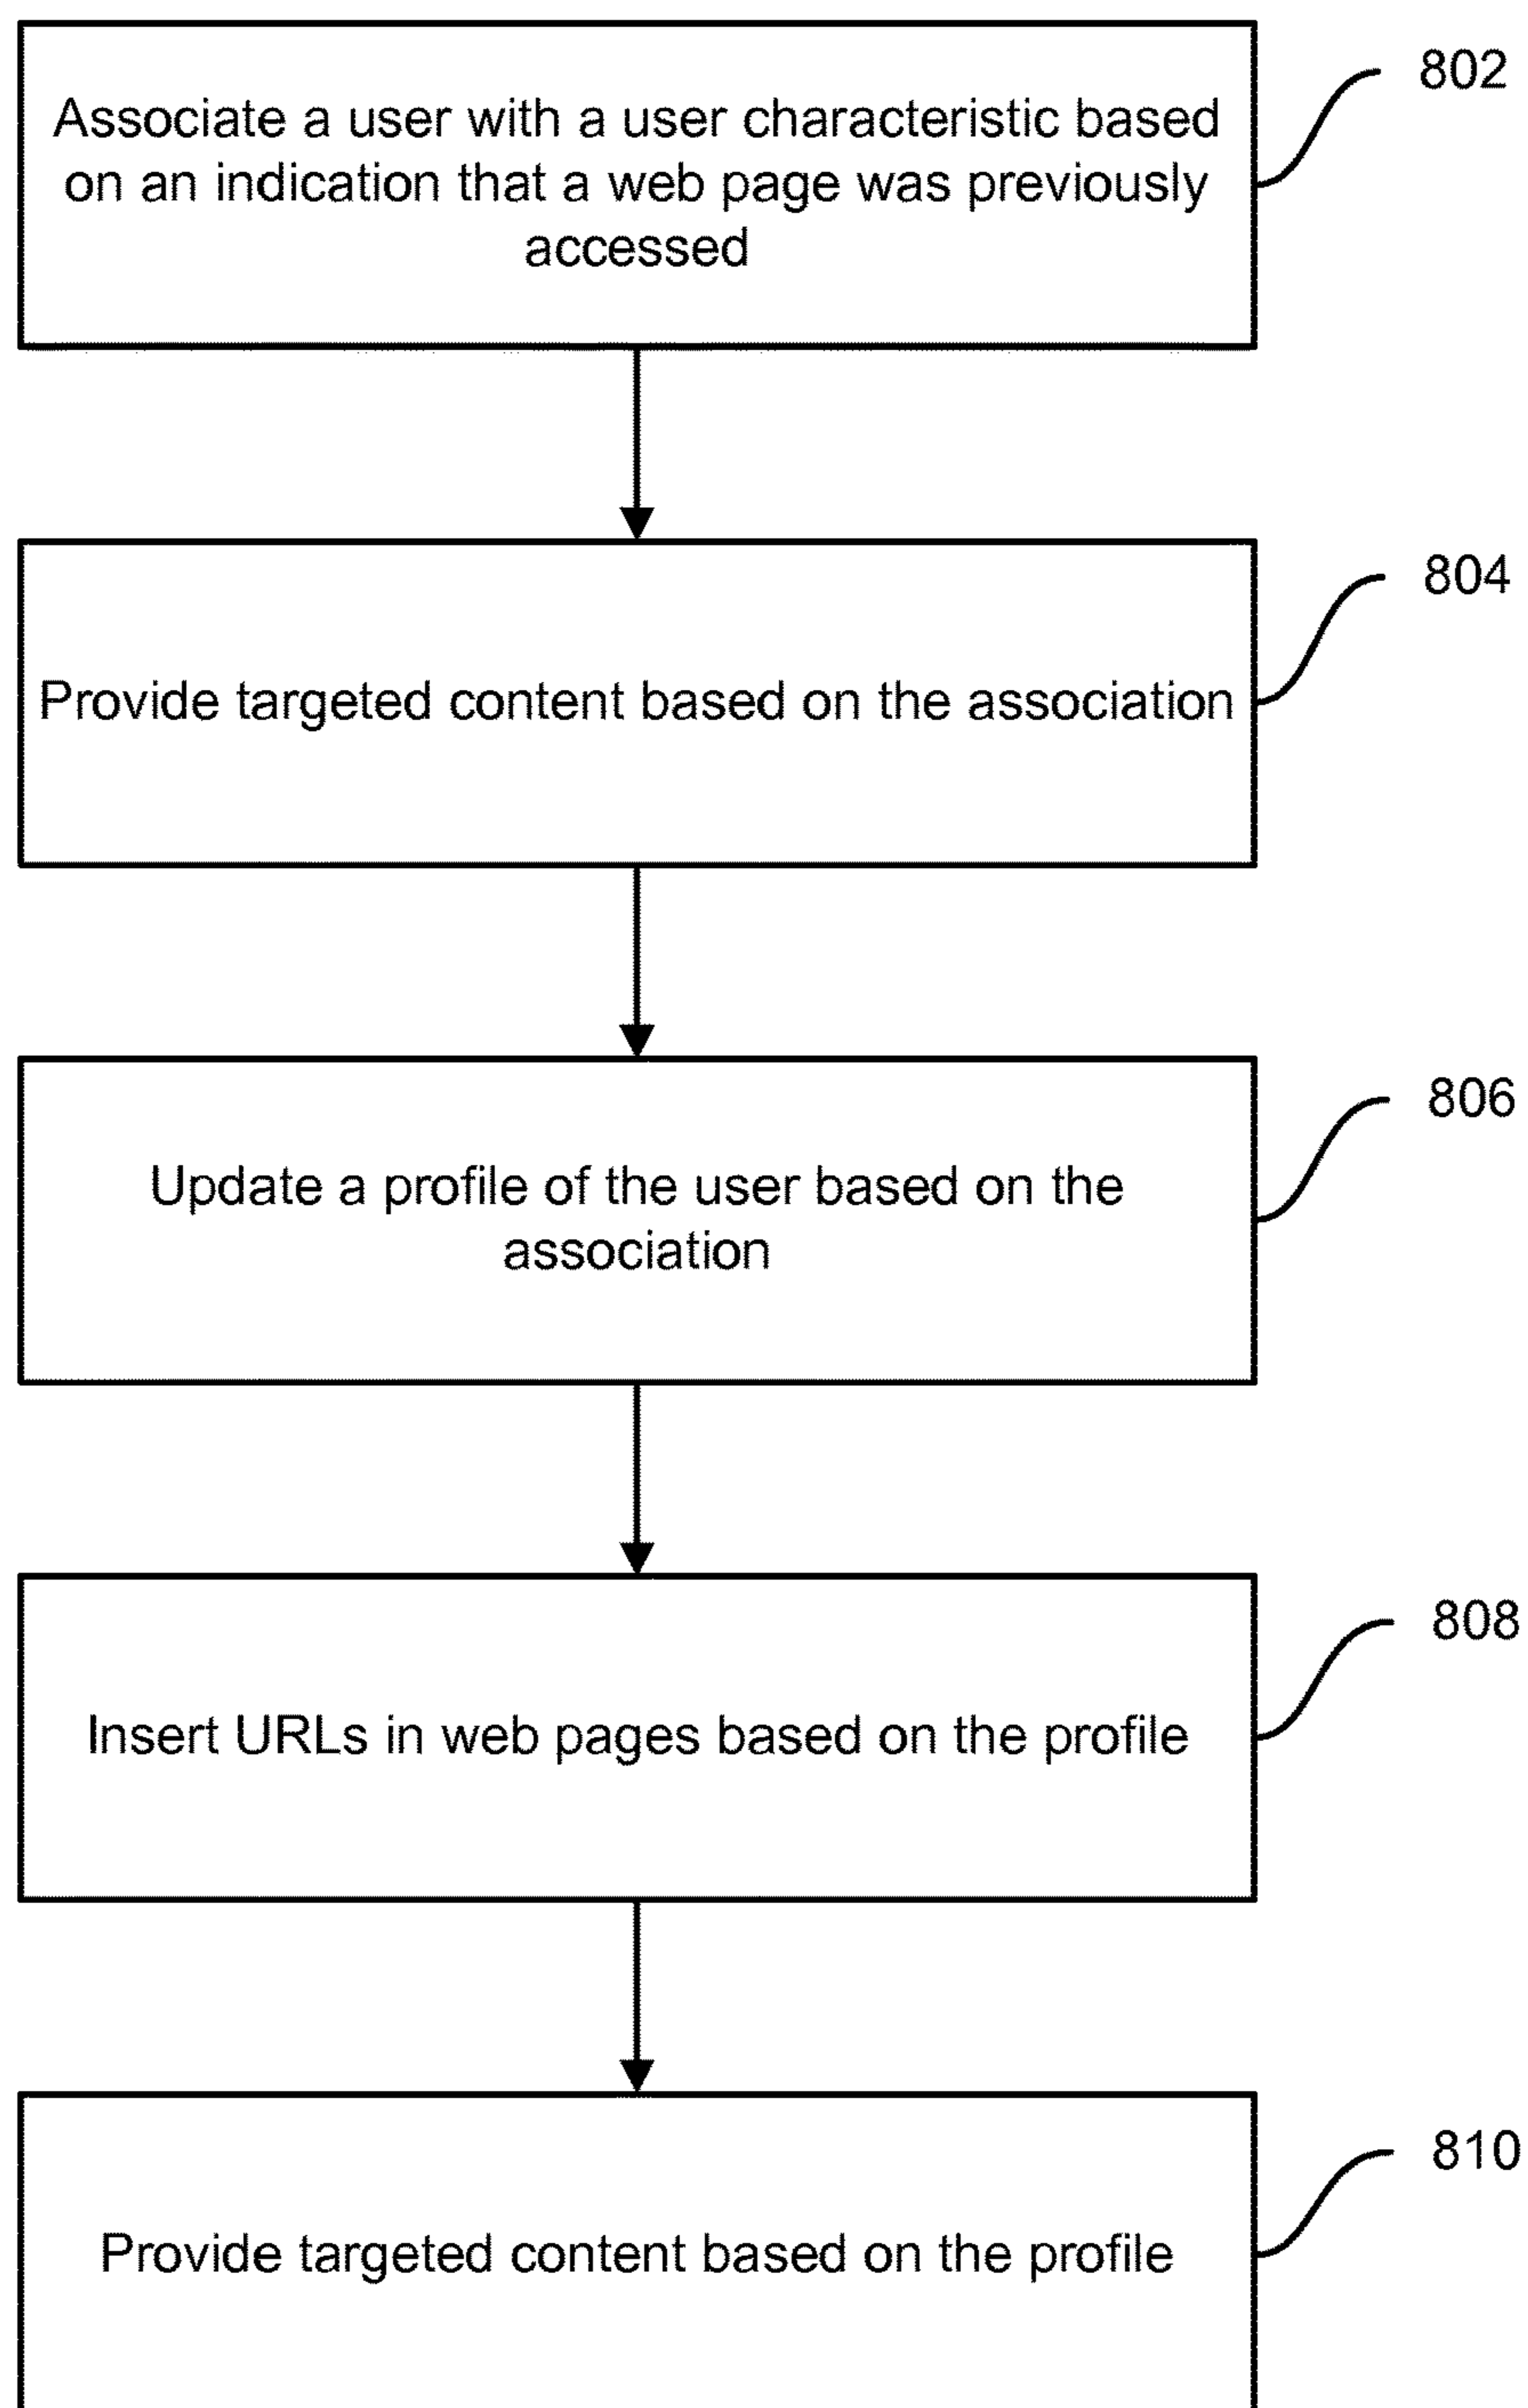 802
Associate a user with a user characteristic based
on an indication that a web page was previously
accessed
804
Provide targeted content based on the association
806
Update a profile of the user based on the
association
808
Insert URLs in web pages based on the profile
810
Provide targeted content based on the profile